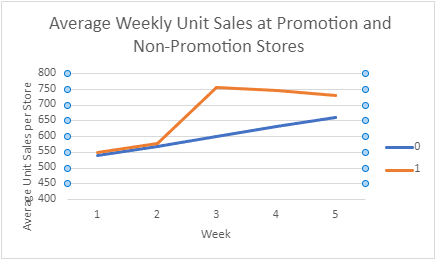 Average Weekly Unit Sales at Promotion and
Non-Promotion Stores
Average Unit Sales per Store
800
750
700
650
600
550
500
450
400
1 2 3 4 5
Week
0
1